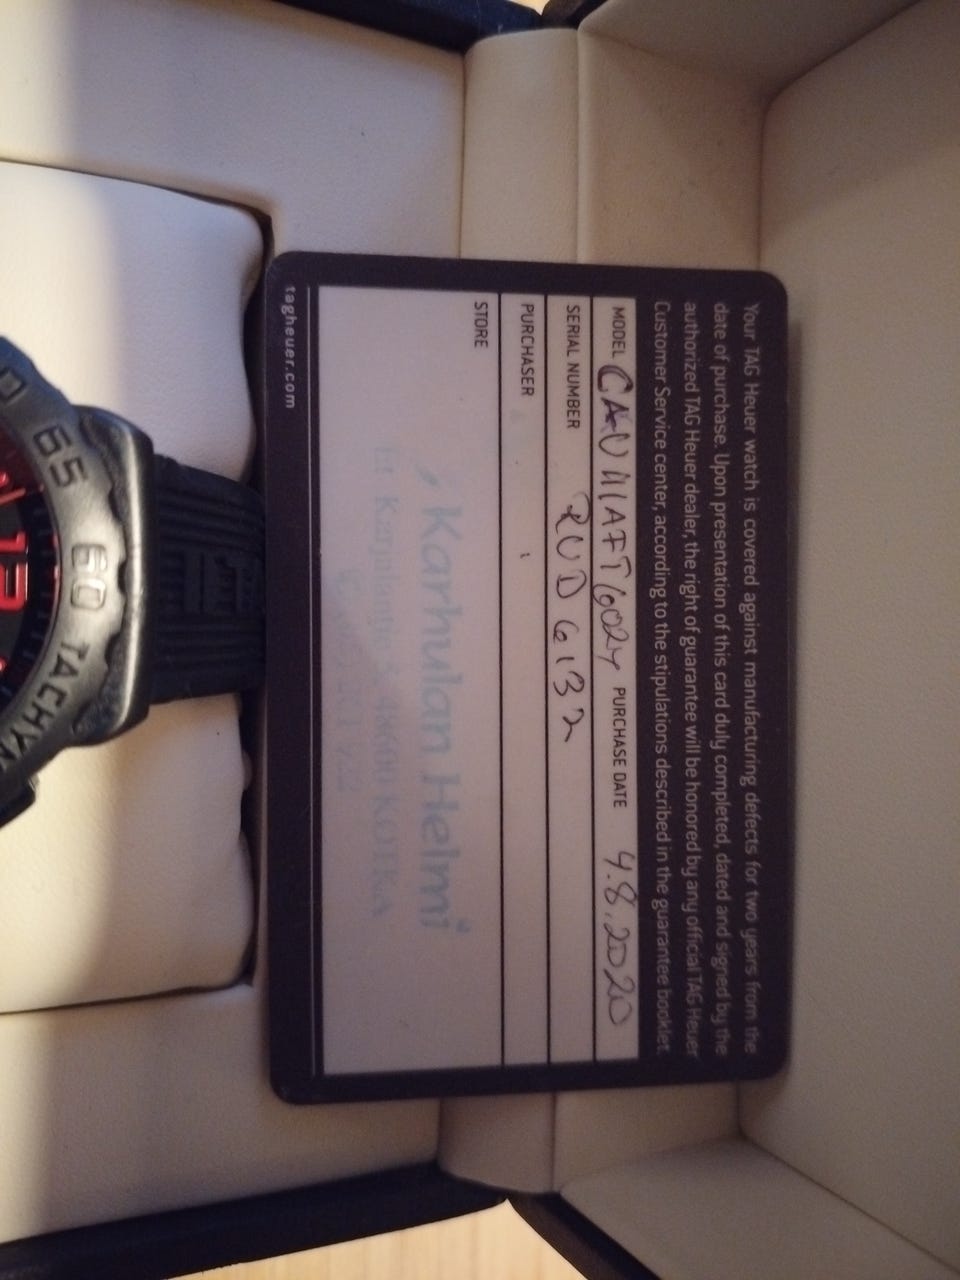 Your TAG Heuer watch is covered against manufacturing defects for two years from the
date of purchase. Upon presentation of this card duly completed, dated and signed by the
authorized TAG Heuer dealer, the right of guarantee will be honored by any official TAG Heuer
Customer Service center, according to the stipulations described in the guarantee booklet.
MODEL CAU111AFT6024 PURCHASE DATE 4.8.2020
SERIAL NUMBER RUD6132
PURCHASER
STORE
Karhulan Helmi
48600 KOTKA
tagheuer.com
65
60
TACHYM
12